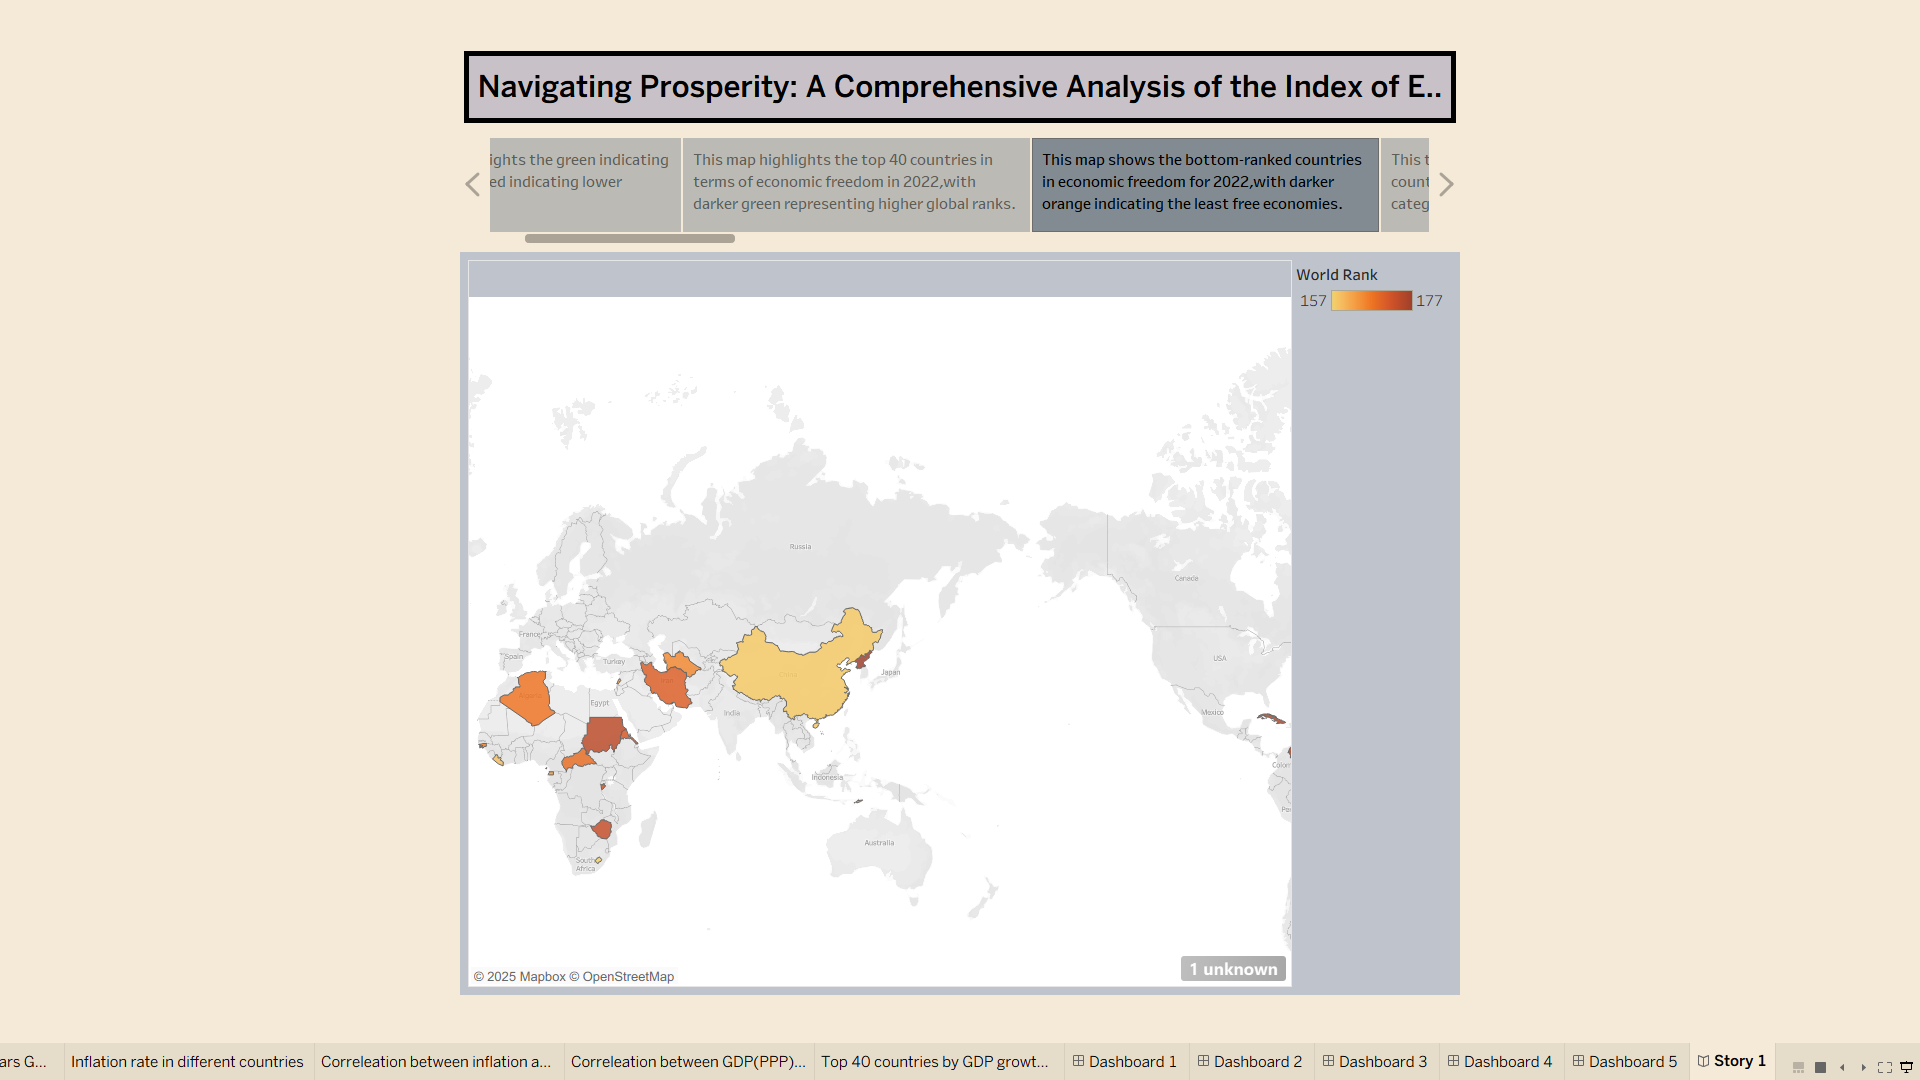 Navigating Prosperity: A Comprehensive Analysis of the Index of E..
ights the green indicating
ed indicating lower
This map highlights the top 40 countries in
terms of economic freedom in 2022,with
darker green representing higher global ranks.
This map shows the bottom-ranked countries
in economic freedom for 2022,with darker
orange indicating the least free economies.
This t
count
categ
World Rank
157 177
Russia
Canada
France
Spain
Turkey
China
Japan
USA
Algeria
Iran
Egypt
India
Mexico
Colom
Indonesia
Pe
Australia
South
Africa
© 2025 Mapbox © OpenStreetMap
1 unknown
ars G...
Inflation rate in different countries
Correleation between inflation a...
Correleation between GDP(PPP)...
Top 40 countries by GDP growt...
Dashboard 1
Dashboard 2
Dashboard 3
Dashboard 4
Dashboard 5
Story 1